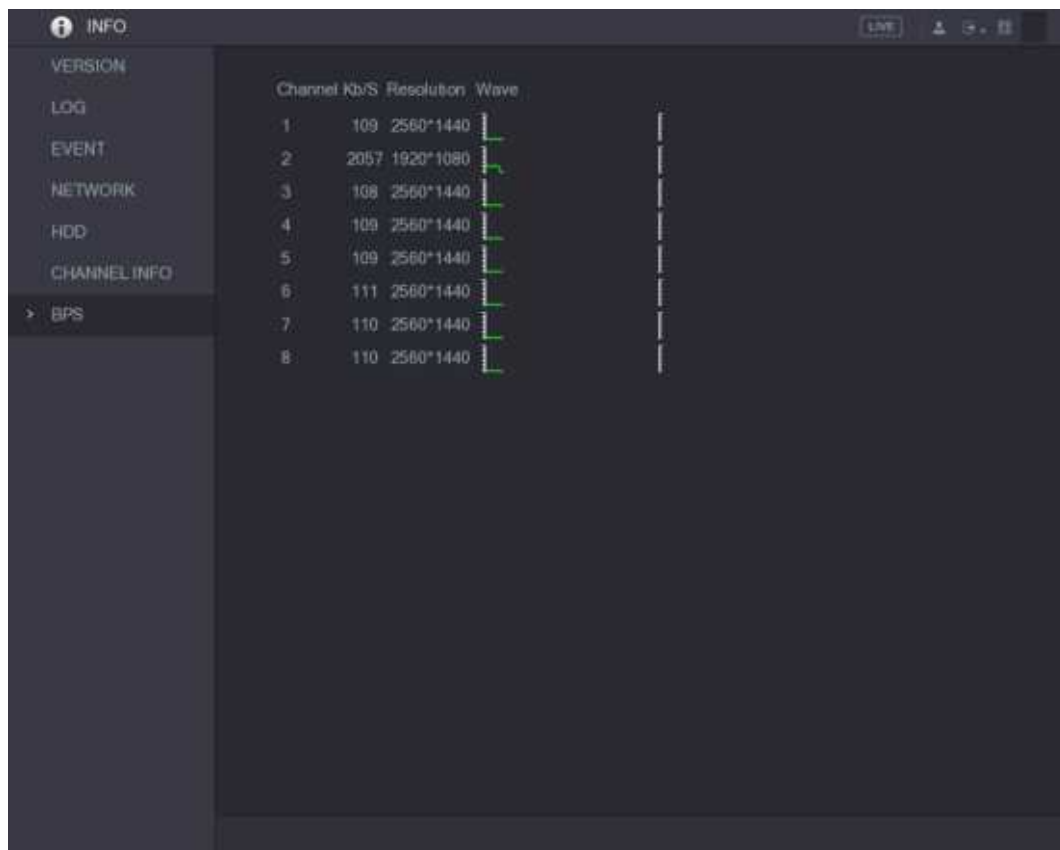 INFO
LIVE
VERSION
LOG
EVENT
NETWORK
HDD
CHANNEL INFO
> BPS
Channel Kb/S Resolution Wave
1 109 2560*1440
2 2057 1920*1080
3 108 2560*1440
4 109 2560*1440
5 109 2560*1440
6 111 2560*1440
7 110 2560*1440
8 110 2560*1440